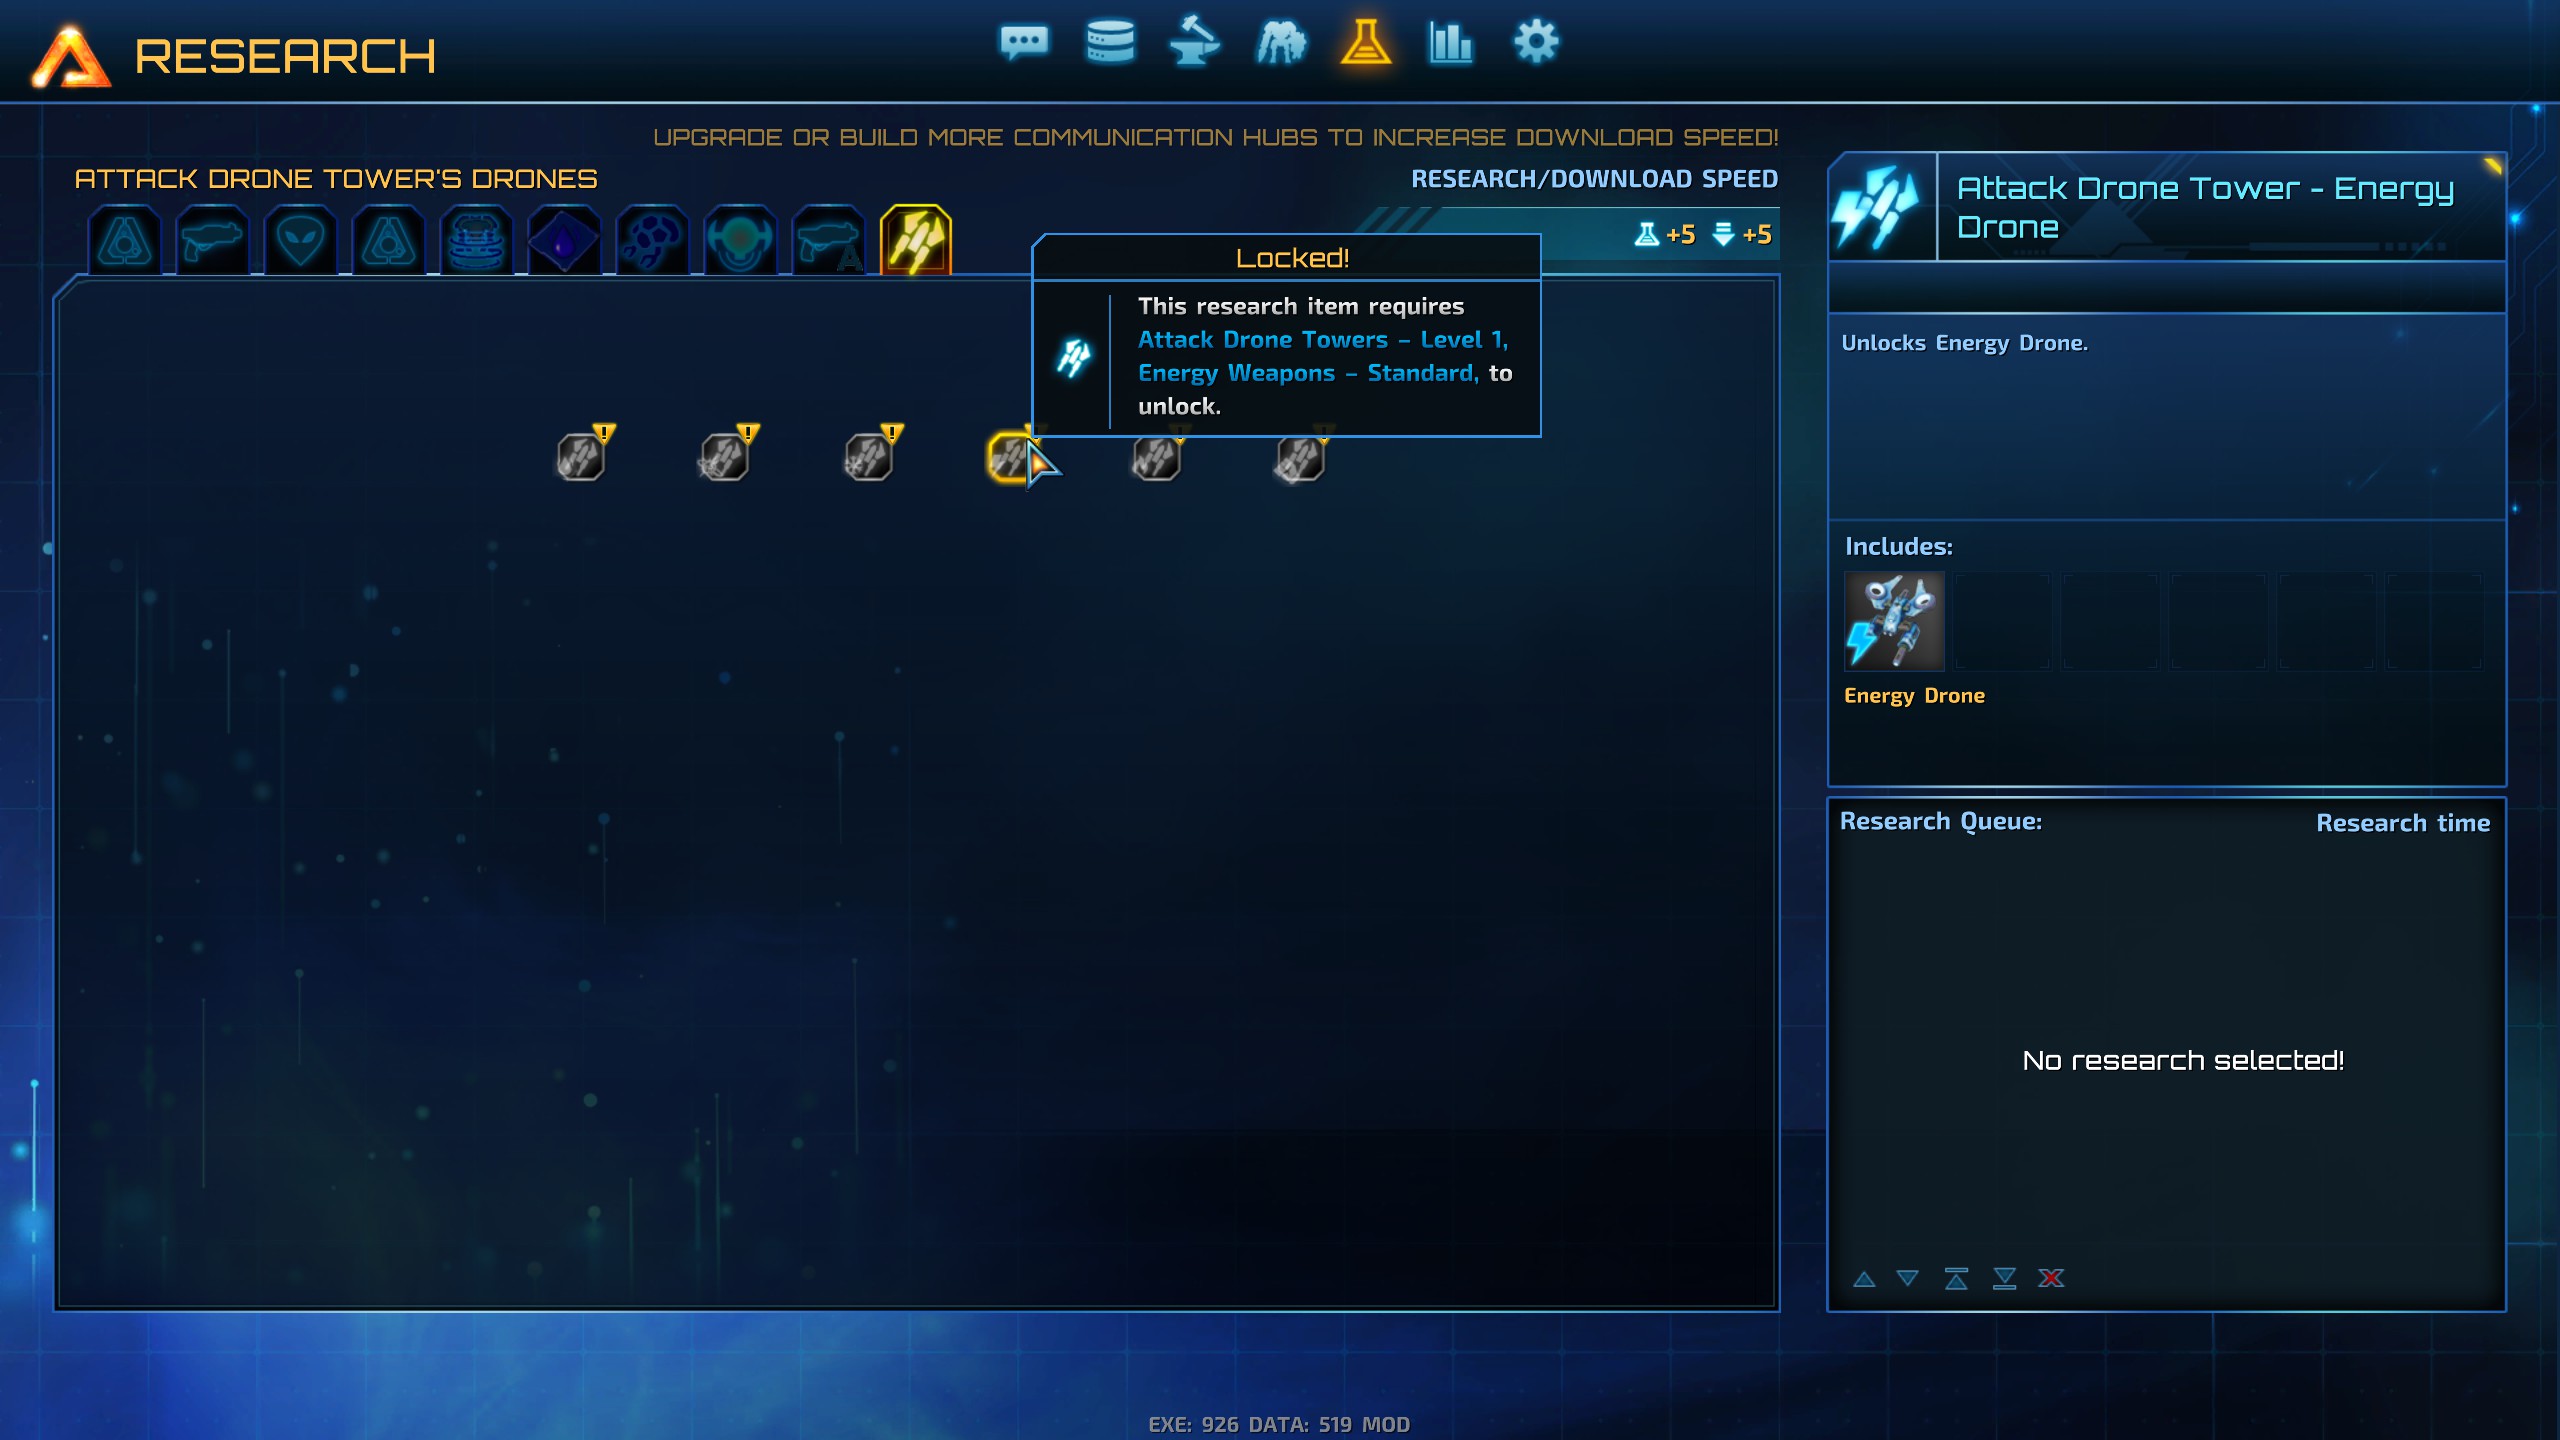 RESEARCH
UPGRADE OR BUILD MORE COMMUNICATION HUBS TO INCREASE DOWNLOAD SPEED!
ATTACK DRONE TOWER'S DRONES
RESEARCH/DOWNLOAD SPEED
+5 +5
A
Locked!
This research item requires
Attack Drone Towers – Level 1,
Energy Weapons – Standard, to
unlock.
Attack Drone Tower - Energy
Drone
Unlocks Energy Drone.
Includes:
Energy Drone
Research Queue:
Research time
No research selected!
EXE: 926 DATA: 519 MOD